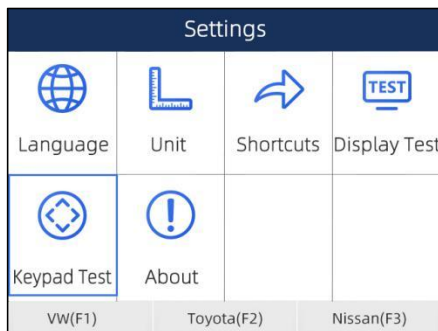 Settings
TEST
Language Unit Shortcuts Display Test
Keypad Test About
VW(F1) Toyota(F2) Nissan(F3)